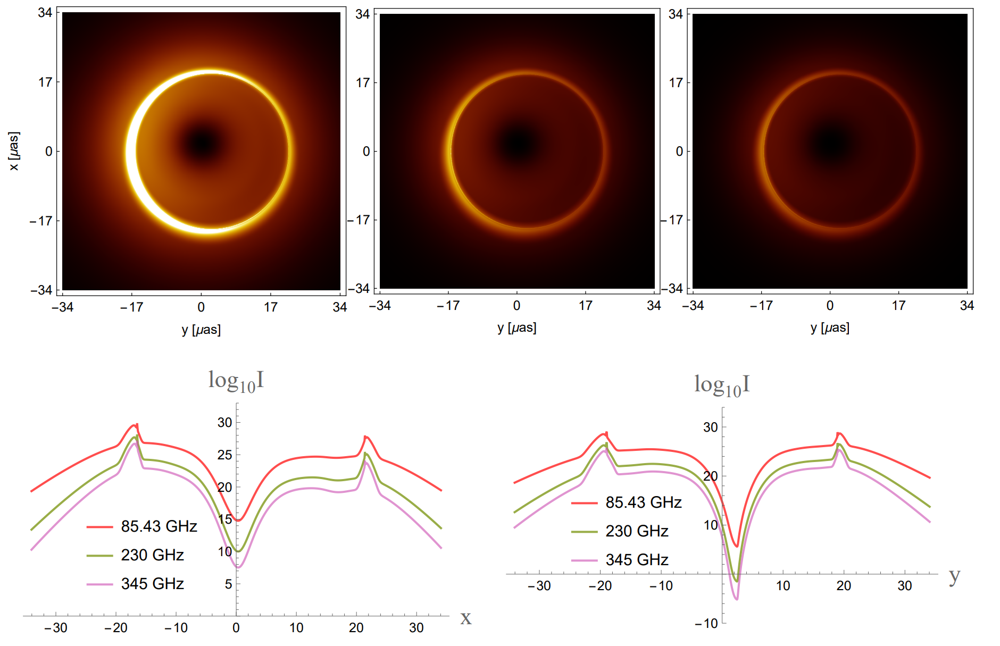 34
17
0
−17
−34
x [μas]
−34 −17 0 17 34
y [μas]
34
17
0
−17
−34
−34 −17 0 17 34
y [μas]
34
17
0
−17
−34
−34 −17 0 17 34
y [μas]
log10I
30
25
20
15
10
5
85.43 GHz
230 GHz
345 GHz
−30 −20 −10 0 10 20 30
x
log10I
30
20
10
−10
85.43 GHz
230 GHz
345 GHz
−30 −20 −10 10 20 30
y